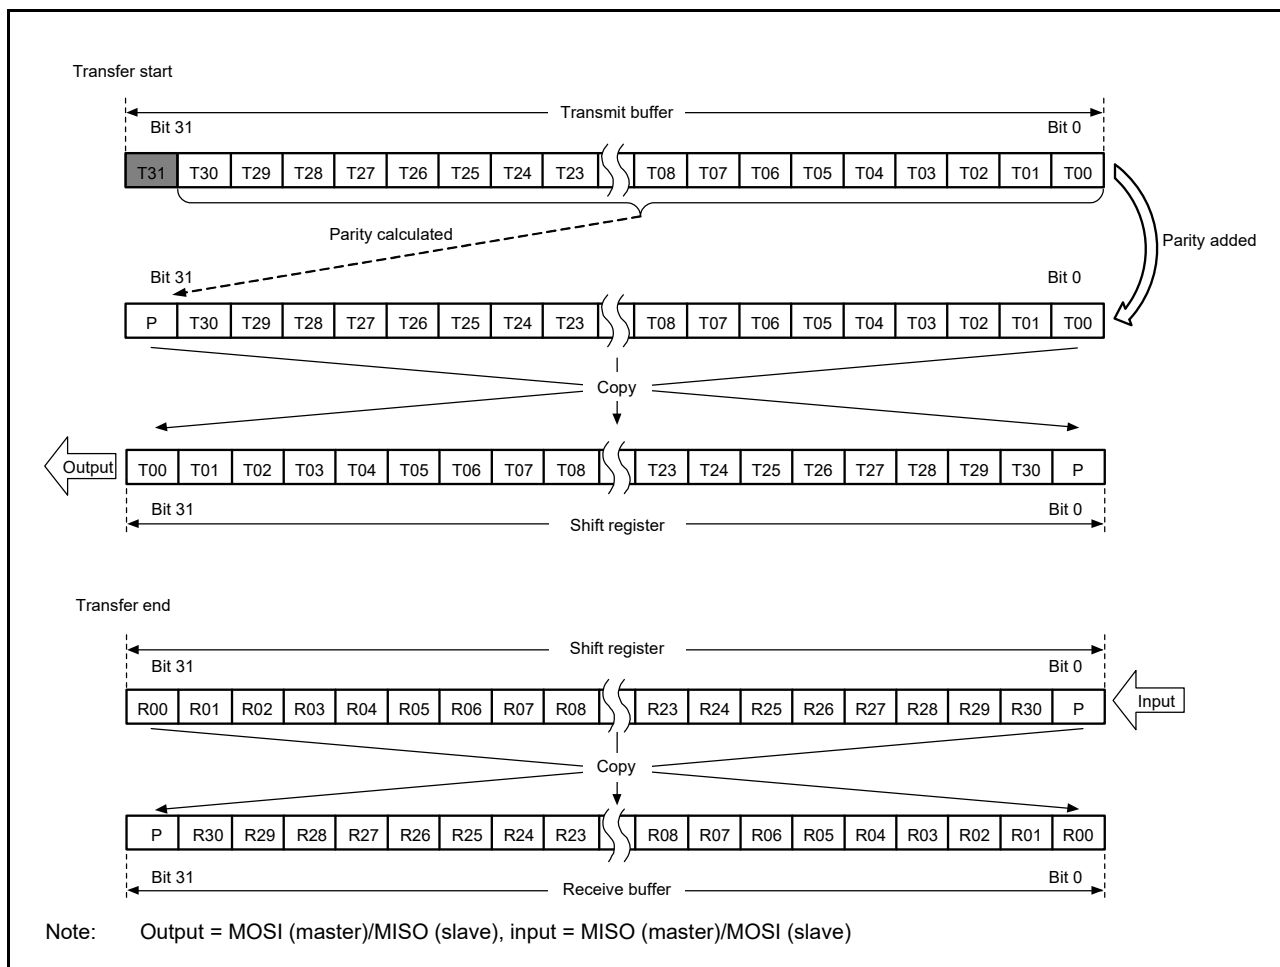 Transfer start
Transmit buffer
Bit 31 Bit 0
T31 T30 T29 T28 T27 T26 T25 T24 T23 T08 T07 T06 T05 T04 T03 T02 T01 T00
Parity calculated
Parity added
Bit 31 Bit 0
P T30 T29 T28 T27 T26 T25 T24 T23 T08 T07 T06 T05 T04 T03 T02 T01 T00
Copy
Output T00 T01 T02 T03 T04 T05 T06 T07 T08 T23 T24 T25 T26 T27 T28 T29 T30 P
Bit 31 Bit 0
Shift register
Transfer end
Shift register
Bit 31 Bit 0
R00 R01 R02 R03 R04 R05 R06 R07 R08 R23 R24 R25 R26 R27 R28 R29 R30 P Input
Copy
P R30 R29 R28 R27 R26 R25 R24 R23 R08 R07 R06 R05 R04 R03 R02 R01 R00
Bit 31 Bit 0
Receive buffer
Note: Output = MOSI (master)/MISO (slave), input = MISO (master)/MOSI (slave)